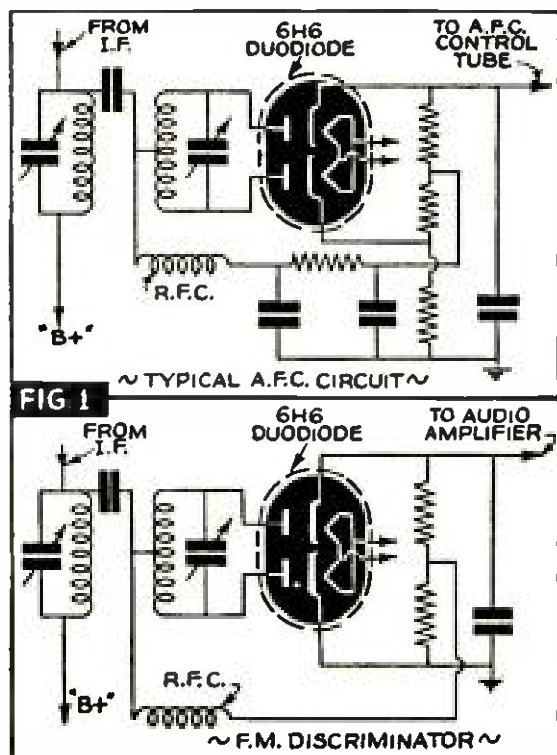 FROM
I.F.
6H6
DUODIODE
TO A.F.C.
CONTROL
TUBE
R.F.C.
"B+"
~ TYPICAL A.F.C. CIRCUIT ~
FIG 1
FROM
I.F.
6H6
DUODIODE
TO AUDIO
AMPLIFIER
R.F.C.
"B+"
~ F.M. DISCRIMINATOR ~